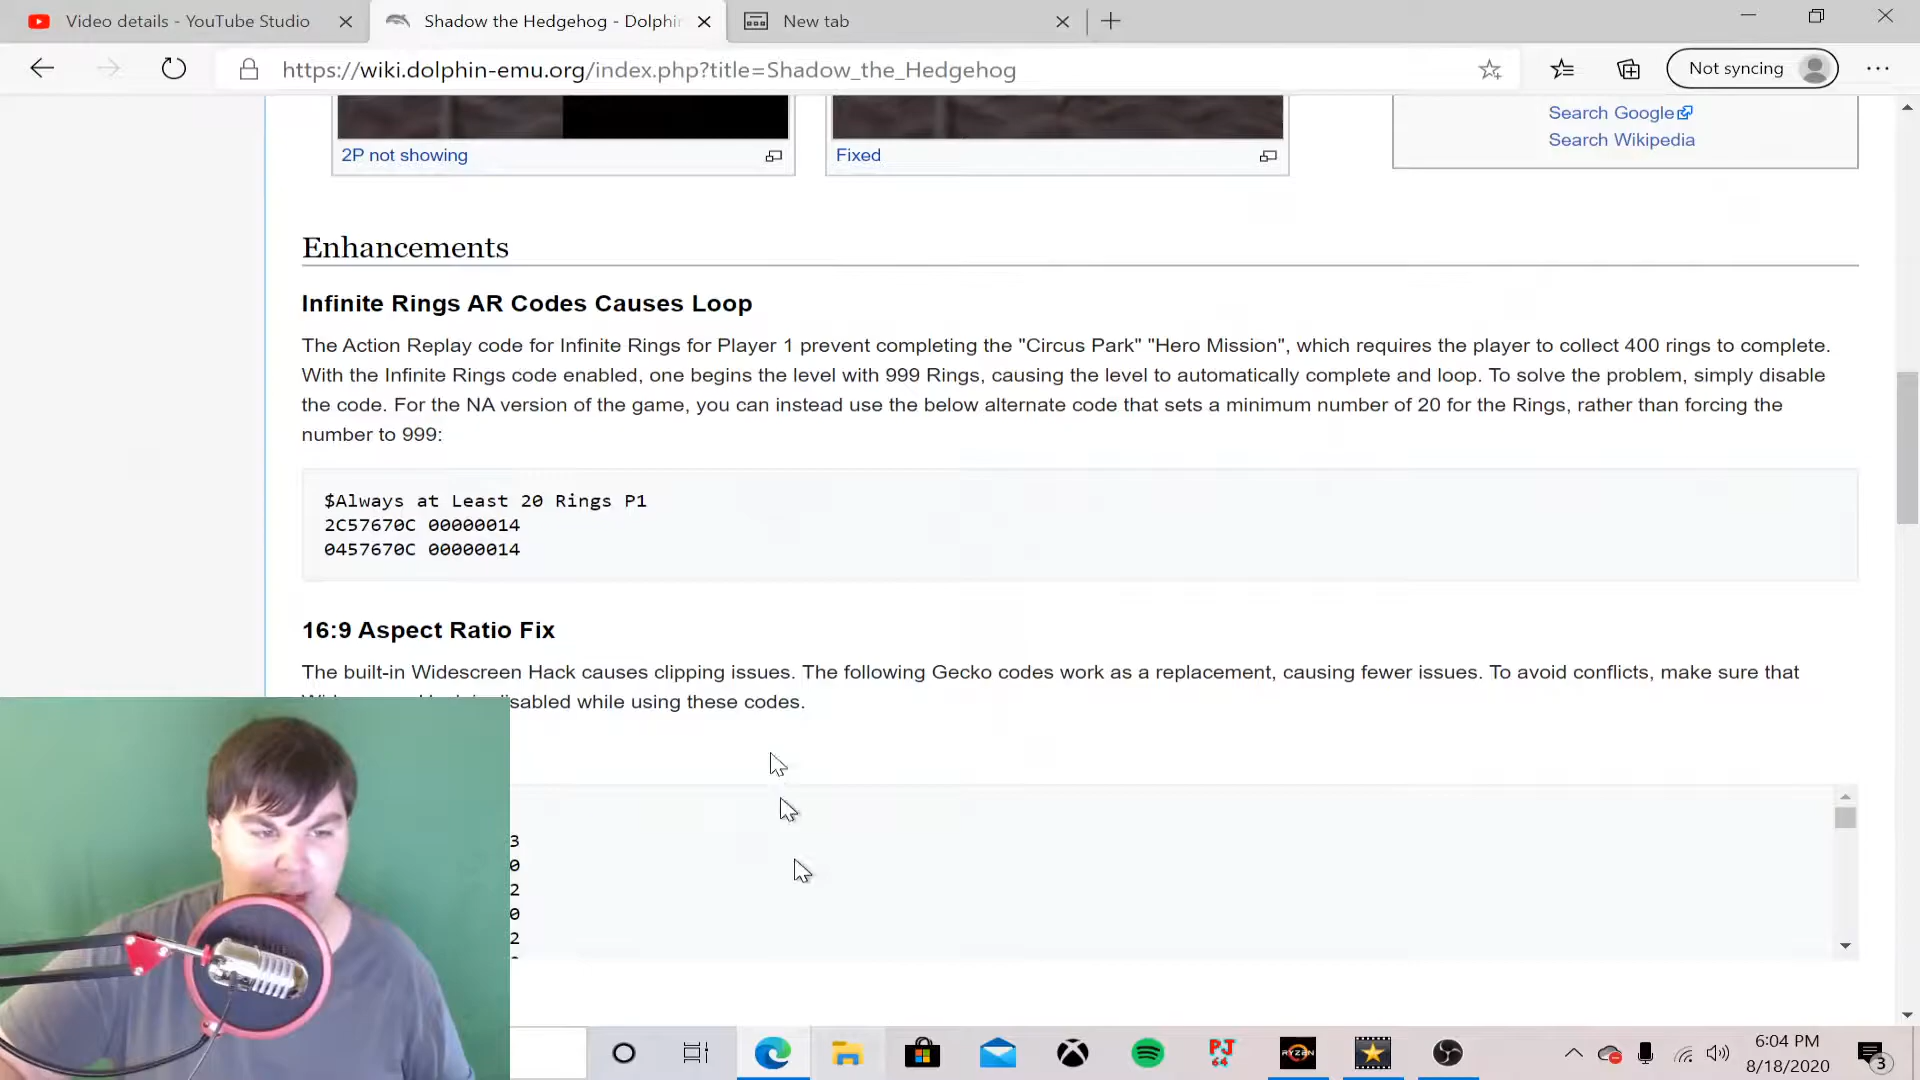 Video details - YouTube Studio
Shadow the Hedgehog - Dolphin
New tab
https://wiki.dolphin-emu.org/index.php?title=Shadow_the_Hedgehog
Not syncing
Search Google
Search Wikipedia
2P not showing
Fixed
Enhancements
Infinite Rings AR Codes Causes Loop
The Action Replay code for Infinite Rings for Player 1 prevent completing the "Circus Park" "Hero Mission", which requires the player to collect 400 rings to complete.
With the Infinite Rings code enabled, one begins the level with 999 Rings, causing the level to automatically complete and loop. To solve the problem, simply disable
the code. For the NA version of the game, you can instead use the below alternate code that sets a minimum number of 20 for the Rings, rather than forcing the
number to 999:
$Always at Least 20 Rings P1
2C57670C 00000014
0457670C 00000014
16:9 Aspect Ratio Fix
The built-in Widescreen Hack causes clipping issues. The following Gecko codes work as a replacement, causing fewer issues. To avoid conflicts, make sure that
sabled while using these codes.
3
0
2
0
2
PJ
64
RYZEN
6:04 PM
8/18/2020
3